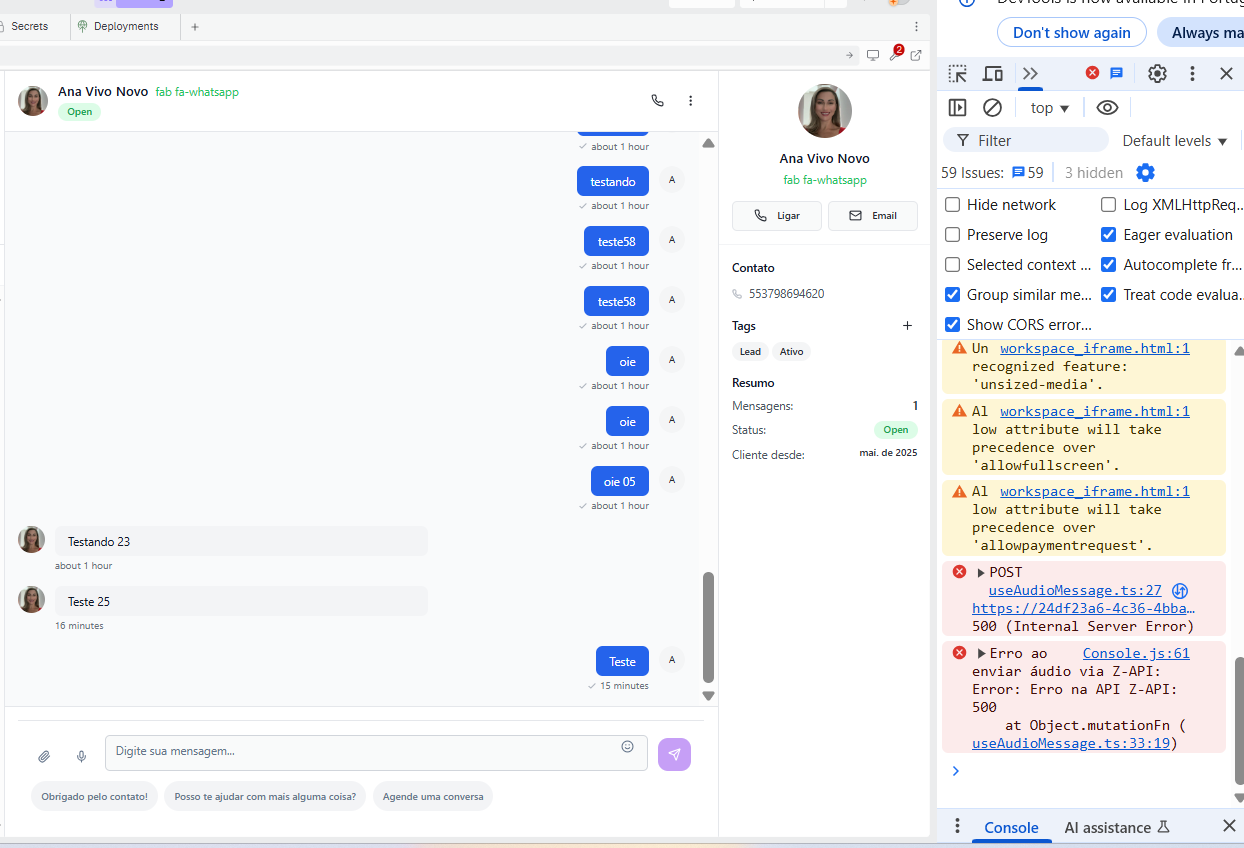 Secrets
Deployments
+
2
Ana Vivo Novo fab fa-whatsapp
Open
about 1 hour
testando
A
about 1 hour
teste58
A
about 1 hour
teste58
A
about 1 hour
oie
A
about 1 hour
oie
A
about 1 hour
oie 05
A
about 1 hour
Testando 23
about 1 hour
Teste 25
16 minutes
Teste
A
15 minutes
Digite sua mensagem...
Obrigado pelo contato!
Posso te ajudar com mais alguma coisa?
Agende uma conversa
Ana Vivo Novo
fab fa-whatsapp
Ligar
Email
Contato
553798694620
Tags
+
Lead
Ativo
Resumo
Mensagens: 1
Status: Open
Cliente desde: mai. de 2025
Don't show again
Always ma
top
Filter
Default levels
59 Issues: 59
3 hidden
Hide network
Log XMLHttpReq...
Preserve log
Eager evaluation
Selected context ...
Autocomplete fr...
Group similar me...
Treat code evalua...
Show CORS error...
Un workspace_iframe.html:1
recognized feature:
'unsized-media'.
Al workspace_iframe.html:1
low attribute will take
precedence over
'allowfullscreen'.
Al workspace_iframe.html:1
low attribute will take
precedence over
'allowpaymentrequest'.
POST
useAudioMessage.ts:27
https://24df23a6-4c36-4bba…
500 (Internal Server Error)
Erro ao Console.js:61
enviar áudio via Z-API:
Error: Erro na API Z-API:
500
at Object.mutationFn (
useAudioMessage.ts:33:19)
Console
AI assistance